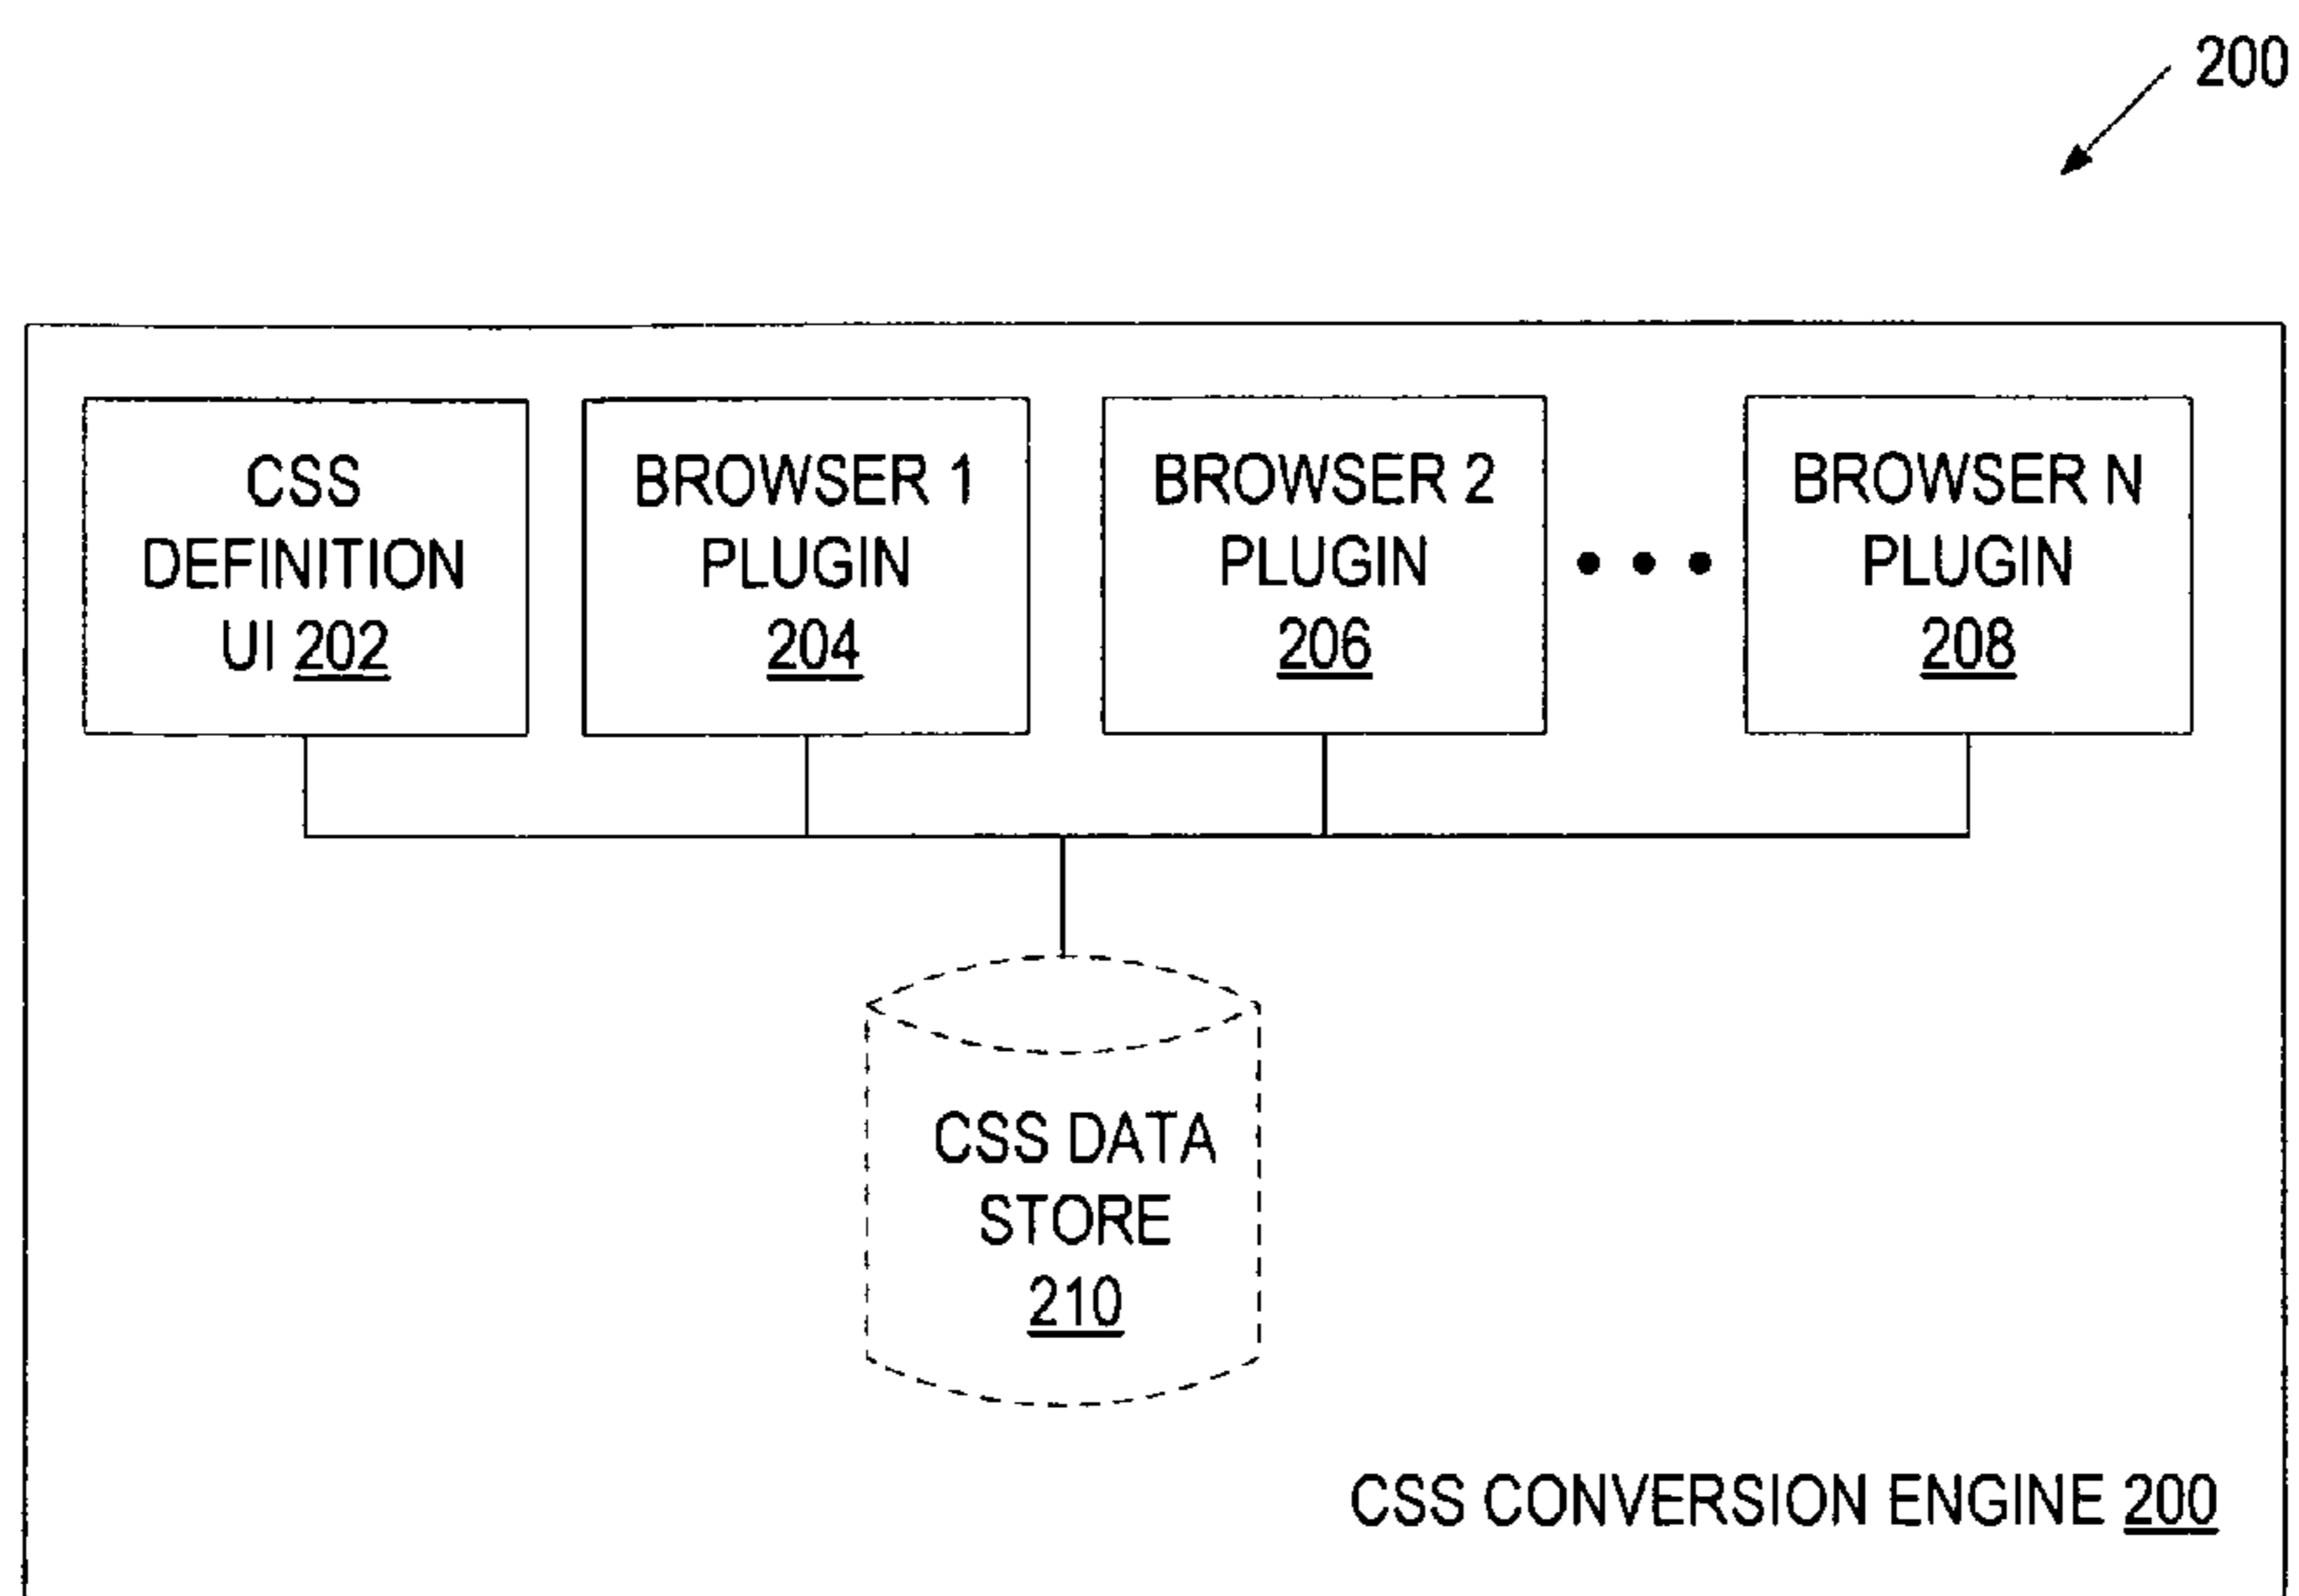 200
CSS
DEFINITION
UI 202
BROWSER 1
PLUGIN
204
BROWSER 2
PLUGIN
206
BROWSER N
PLUGIN
208
CSS DATA
STORE
210
CSS CONVERSION ENGINE 200